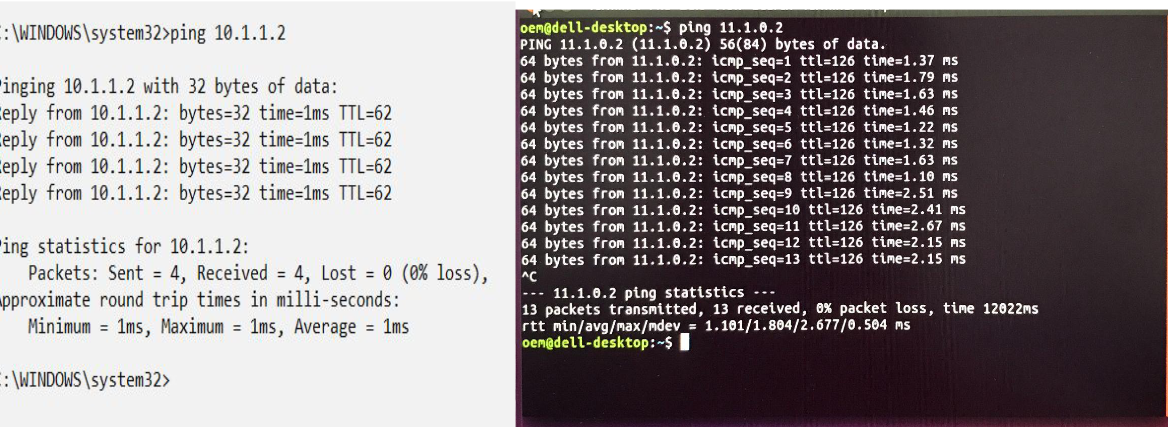 :\WINDOWS\system32>ping 10.1.1.2
inging 10.1.1.2 with 32 bytes of data:
eply from 10.1.1.2: bytes=32 time=1ms TTL=62
eply from 10.1.1.2: bytes=32 time=1ms TTL=62
eply from 10.1.1.2: bytes=32 time=1ms TTL=62
eply from 10.1.1.2: bytes=32 time=1ms TTL=62
ing statistics for 10.1.1.2:
Packets: Sent = 4, Received = 4, Lost = 0 (0% loss),
pproximate round trip times in milli-seconds:
Minimum = 1ms, Maximum = 1ms, Average = 1ms
:\WINDOWS\system32>
oem@dell-desktop:~$ ping 11.1.0.2
PING 11.1.0.2 (11.1.0.2) 56(84) bytes of data.
64 bytes from 11.1.0.2: icmp_seq=1 ttl=126 time=1.37 ms
64 bytes from 11.1.0.2: icmp_seq=2 ttl=126 time=1.79 ms
64 bytes from 11.1.0.2: icmp_seq=3 ttl=126 time=1.63 ms
64 bytes from 11.1.0.2: icmp_seq=4 ttl=126 time=1.46 ms
64 bytes from 11.1.0.2: icmp_seq=5 ttl=126 time=1.22 ms
64 bytes from 11.1.0.2: icmp_seq=6 ttl=126 time=1.32 ms
64 bytes from 11.1.0.2: icmp_seq=7 ttl=126 time=1.63 ms
64 bytes from 11.1.0.2: icmp_seq=8 ttl=126 time=1.10 ms
64 bytes from 11.1.0.2: icmp_seq=9 ttl=126 time=2.51 ms
64 bytes from 11.1.0.2: icmp_seq=10 ttl=126 time=2.41 ms
64 bytes from 11.1.0.2: icmp_seq=11 ttl=126 time=2.67 ms
64 bytes from 11.1.0.2: icmp_seq=12 ttl=126 time=2.15 ms
64 bytes from 11.1.0.2: icmp_seq=13 ttl=126 time=2.15 ms
^C
--- 11.1.0.2 ping statistics ---
13 packets transmitted, 13 received, 0% packet loss, time 12022ms
rtt min/avg/max/mdev = 1.101/1.804/2.677/0.504 ms
oem@dell-desktop:~$